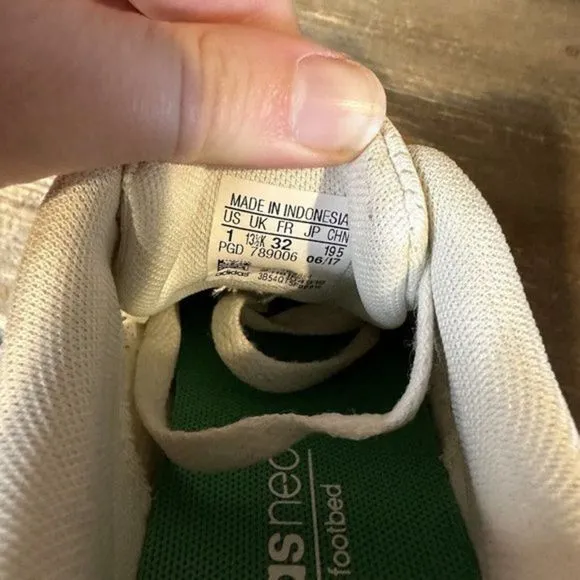 MADE IN INDONESIA
US UK FR JP CHN
1 13½K 32 195
PGD 789006 06/17
adidas
as neo
footbed